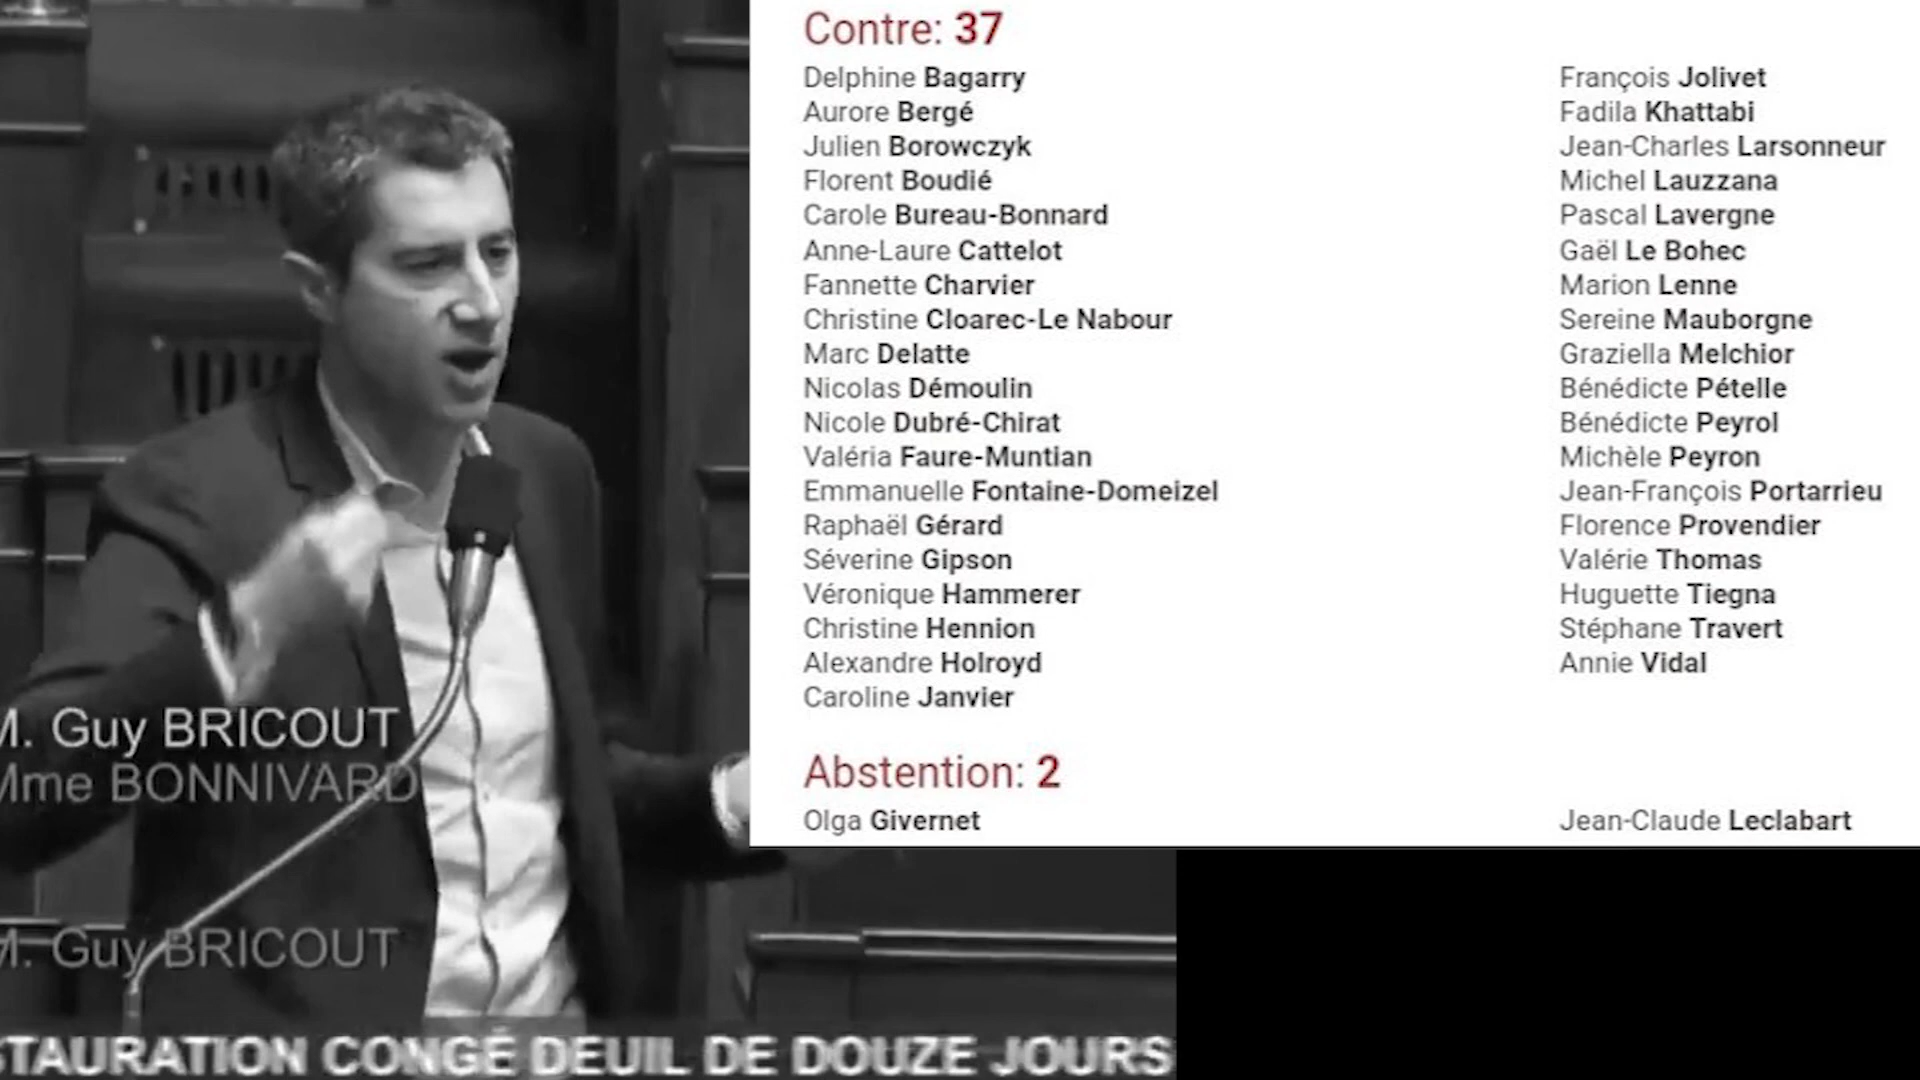 Contre: 37
Delphine Bagarry
Aurore Bergé
Julien Borowczyk
Florent Boudié
Carole Bureau-Bonnard
Anne-Laure Cattelot
Fannette Charvier
Christine Cloarec-Le Nabour
Marc Delatte
Nicolas Démoulin
Nicole Dubré-Chirat
Valéria Faure-Muntian
Emmanuelle Fontaine-Domeizel
Raphaël Gérard
Séverine Gipson
Véronique Hammerer
Christine Hennion
Alexandre Holroyd
Caroline Janvier
François Jolivet
Fadila Khattabi
Jean-Charles Larsonneur
Michel Lauzzana
Pascal Lavergne
Gaël Le Bohec
Marion Lenne
Sereine Mauborgne
Graziella Melchior
Bénédicte Pételle
Bénédicte Peyrol
Michèle Peyron
Jean-François Portarrieu
Florence Provendier
Valérie Thomas
Huguette Tiegna
Stéphane Travert
Annie Vidal
Abstention: 2
Olga Givernet
Jean-Claude Leclabart
M. Guy BRICOUT
Mme BONNIVARD
M. Guy BRICOUT
STAURATION CONGÉ DEUIL DE DOUZE JOURS